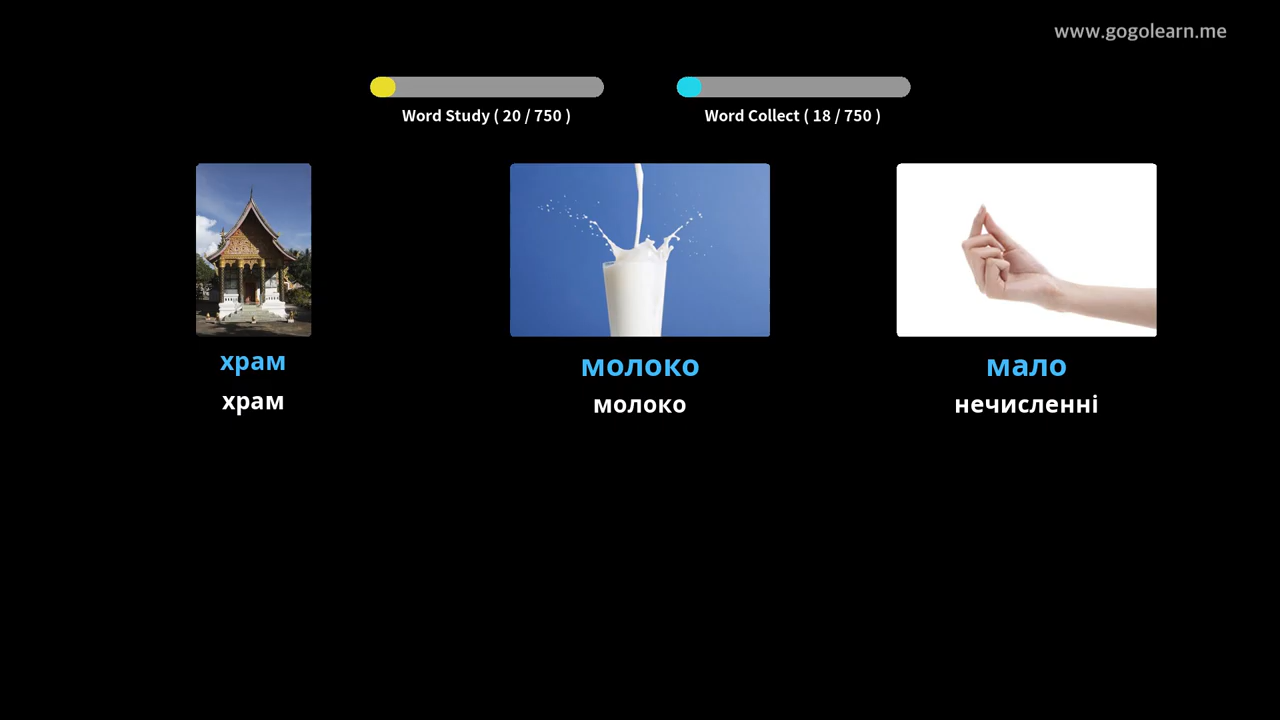 www.gogolearn.me
Word Study ( 20 / 750 )
Word Collect ( 18 / 750 )
храм
храм
молоко
молоко
мало
нечисленні